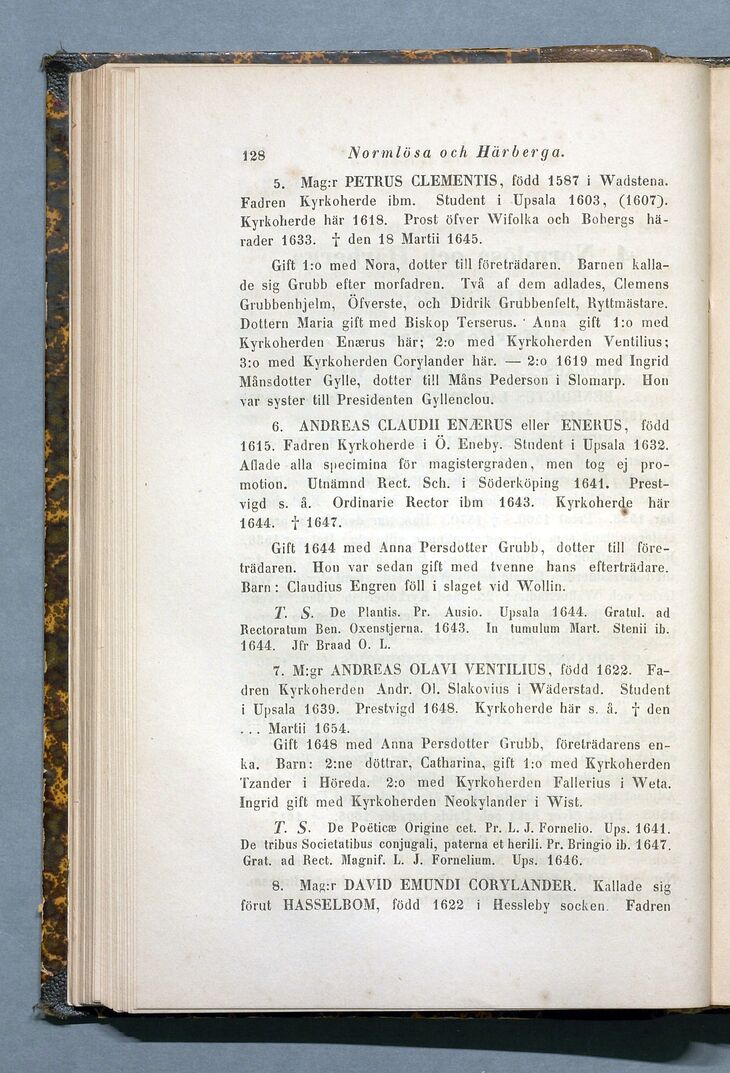 128 Normlösa och Härberga.
5. Mag:r PETRUS CLEMENTIS, född 1587 i Wadstena.
Fadren Kyrkoherde ibm. Student i Upsala 1603, (1607).
Kyrkoherde här 1618. Prost öfver Wifolka och Bobergs hä-
rader 1633. † den 18 Martii 1645.
Gift 1:o med Nora, dotter till företrädaren. Barnen kalla-
de sig Grubb efter morfadren. Två af dem adlades, Clemens
Grubbenhjelm, Öfverste, och Didrik Grubbenfelt, Ryttmästare.
Dottern Maria gift med Biskop Terserus. Anna gift 1:o med
Kyrkoherden Enærus här; 2:o med Kyrkoherden Ventilius;
3:o med Kyrkoherden Corylander här. — 2:o 1619 med Ingrid
Månsdotter Gylle, dotter till Måns Pederson i Slomarp. Hon
var syster till Presidenten Gyllenclou.
6. ANDREAS CLAUDII ENÆRUS eller ENERUS, född
1615. Fadren Kyrkoherde i Ö. Eneby. Student i Upsala 1632.
Aflade alla specimina för magistergraden, men tog ej pro-
motion. Utnämnd Rect. Sch. i Söderköping 1641. Prest-
vigd s. å. Ordinarie Rector ibm 1643. Kyrkoherde här
1644. † 1647.
Gift 1644 med Anna Persdotter Grubb, dotter till före-
trädaren. Hon var sedan gift med tvenne hans efterträdare.
Barn: Claudius Engren föll i slaget vid Wollin.
T. S. De Plantis. Pr. Ausio. Upsala 1644. Gratul. ad
Rectoratum Ben. Oxenstjerna. 1643. In tumulum Mart. Stenii ib.
1644. Jfr Braad O. L.
7. M:gr ANDREAS OLAVI VENTILIUS, född 1622. Fa-
dren Kyrkoherden Andr. Ol. Slakovius i Wäderstad. Student
i Upsala 1639. Prestvigd 1648. Kyrkoherde här s. å. † den
... Martii 1654.
Gift 1648 med Anna Persdotter Grubb, företrädarens en-
ka. Barn: 2:ne döttrar, Catharina, gift 1:o med Kyrkoherden
Tzander i Höreda. 2:o med Kyrkoherden Fallerius i Weta.
Ingrid gift med Kyrkoherden Neokylander i Wist.
T. S. De Poëticæ Origine cet. Pr. L. J. Fornelio. Ups. 1641.
De tribus Societatibus conjugali, paterna et herili. Pr. Bringio ib. 1647.
Grat. ad Rect. Magnif. L. J. Fornelium. Ups. 1646.
8. Mag:r DAVID EMUNDI CORYLANDER. Kallade sig
förut HASSELBOM, född 1622 i Hessleby socken. Fadren